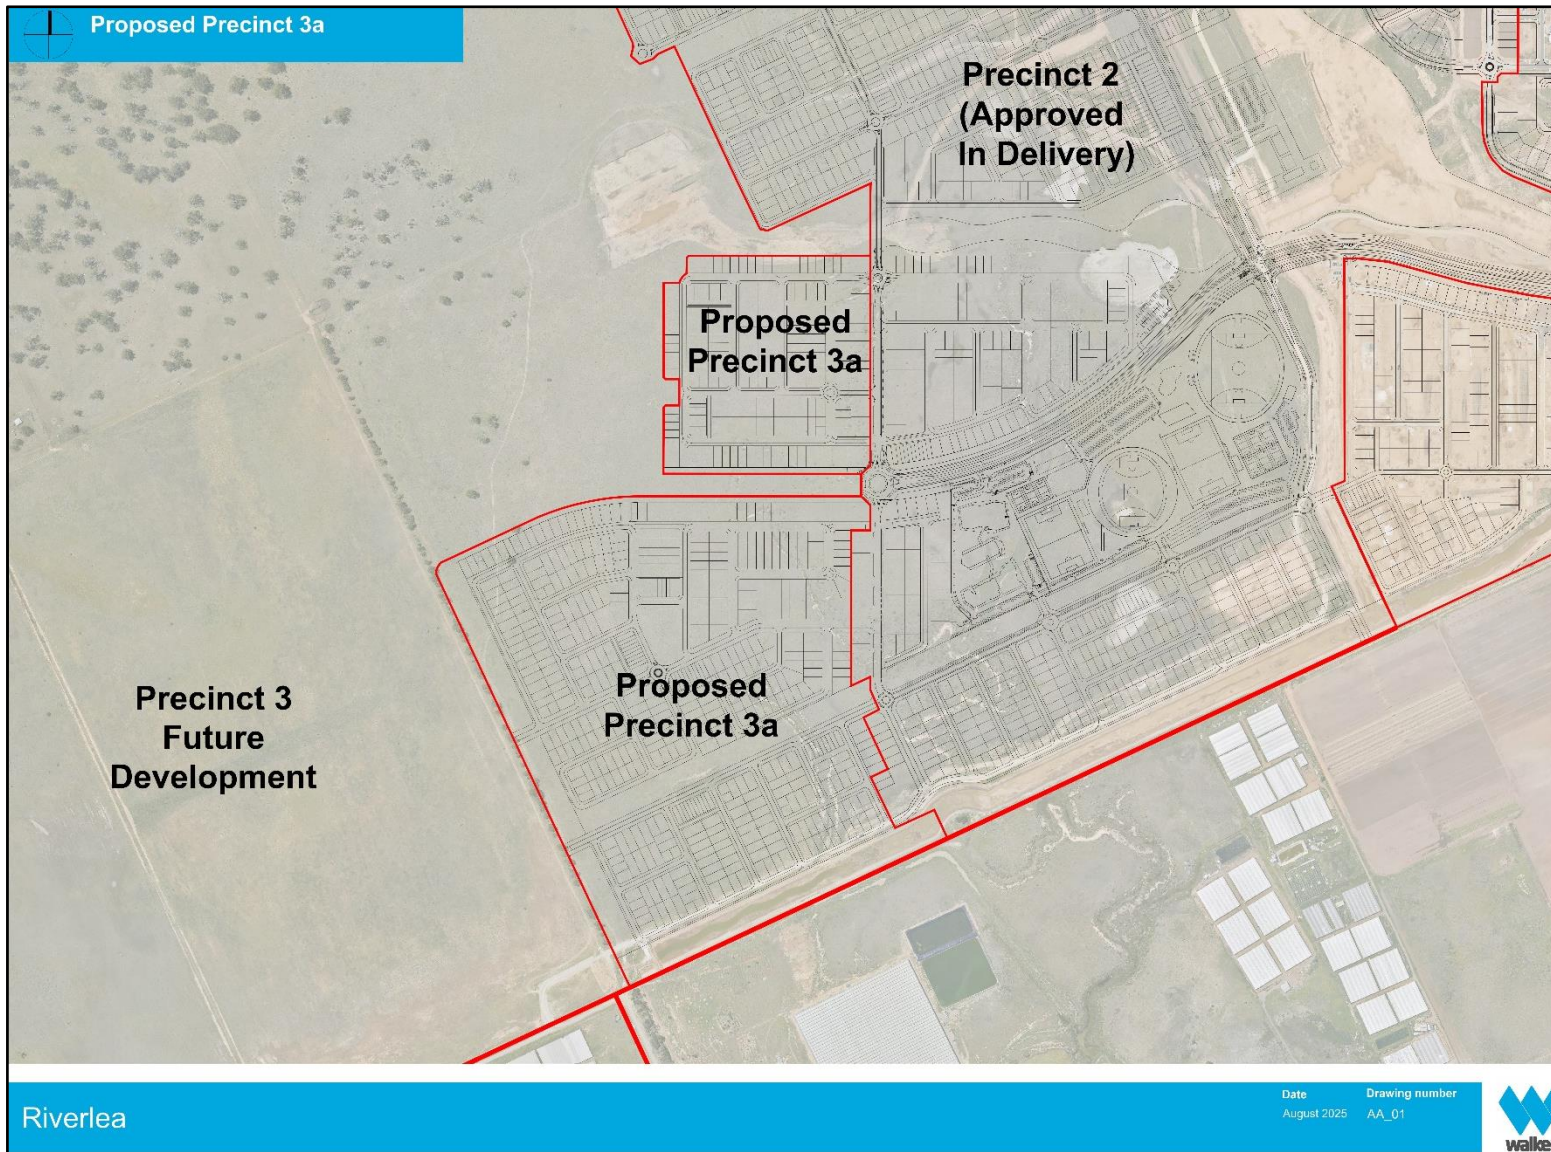 Proposed Precinct 3a
Precinct 2
(Approved
In Delivery)
Proposed
Precinct 3a
Proposed
Precinct 3a
Precinct 3
Future
Development
Riverlea
Date
August 2025
Drawing number
AA_01
walke